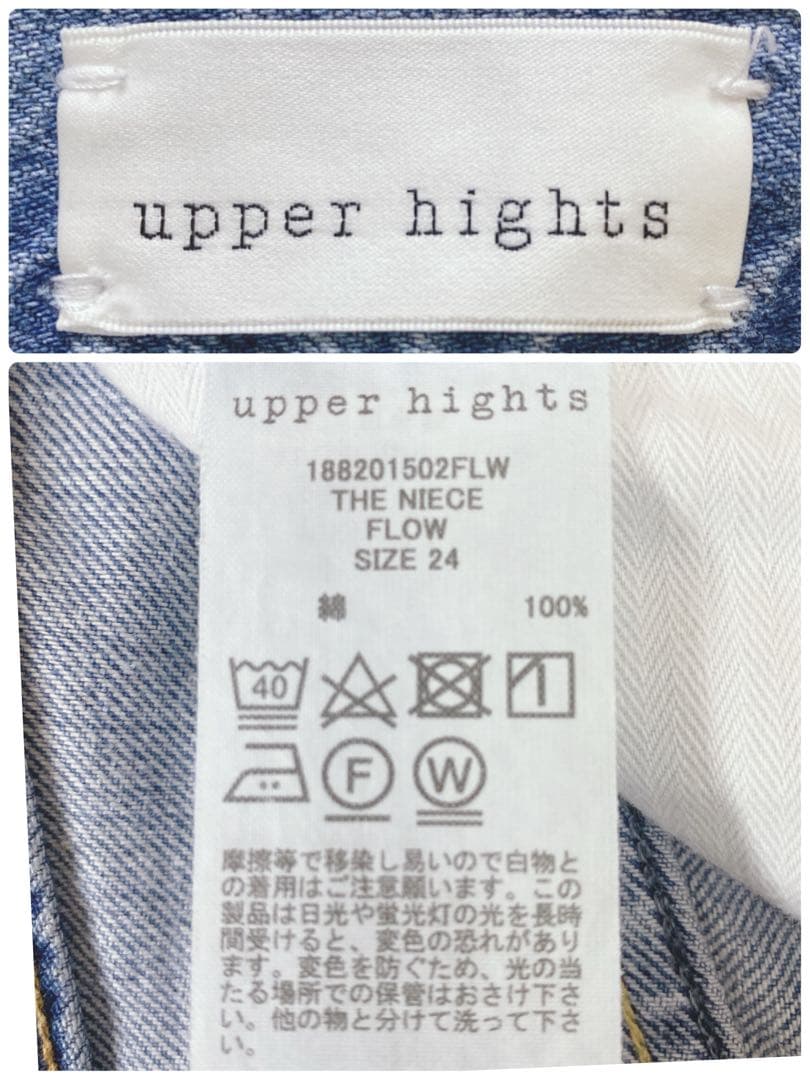 upper hights
upper hights
188201502FLW
THE NIECE
FLOW
SIZE 24
綿 100%
40
F W
摩擦等で移染し易いので白物と
の着用はご注意願います。この
製品は日光や蛍光灯の光を長時
間受けると、変色の恐れがあり
ます。変色を防ぐため、光の当
たる場所での保管はおさけ下さ
い。他の物と分けて洗って下さ
い。